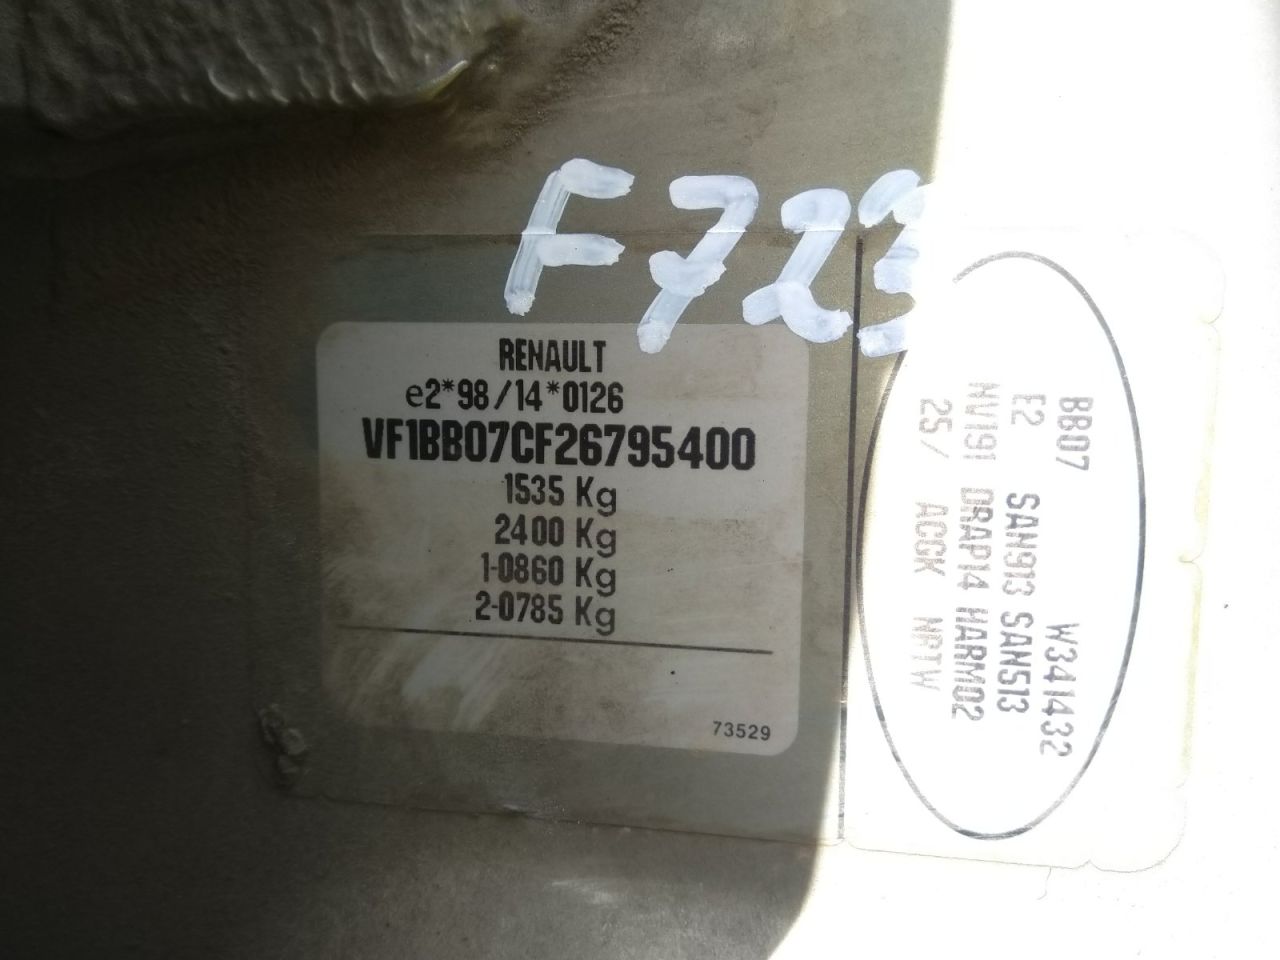 F723
RENAULT
e2*98/14*0126
VF1BB07CF26795400
1535 Kg
2400 Kg
1-0860 Kg
2-0785 Kg
73529
BB07 W341432
E2 SAN913 SAN513
NV191 DRAP14 HARM02
25/ ACCK NRTW